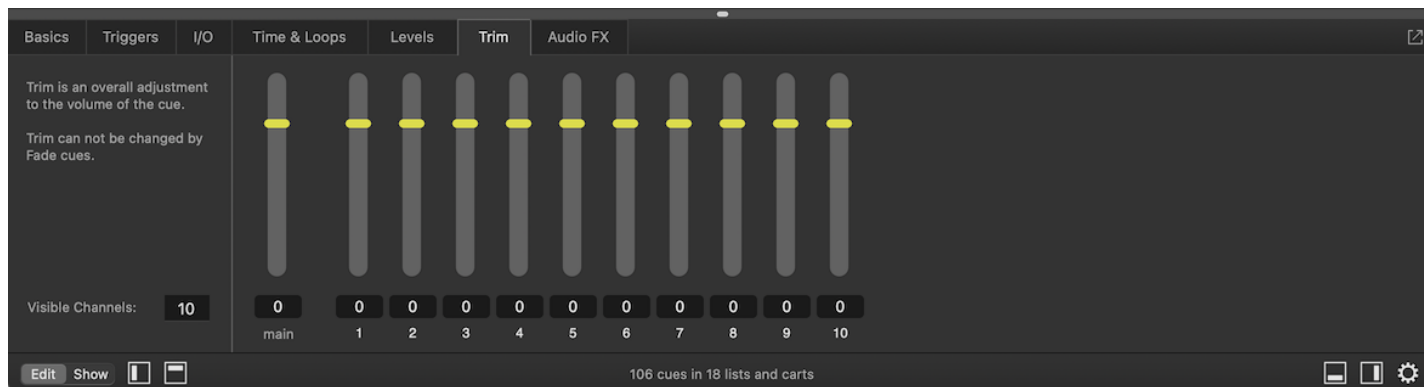 Basics Triggers I/O Time & Loops Levels Trim Audio FX
Trim is an overall adjustment
to the volume of the cue.
Trim can not be changed by
Fade cues.
Visible Channels: 10
0 0 0 0 0 0 0 0 0 0 0
main 1 2 3 4 5 6 7 8 9 10
Edit Show 106 cues in 18 lists and carts